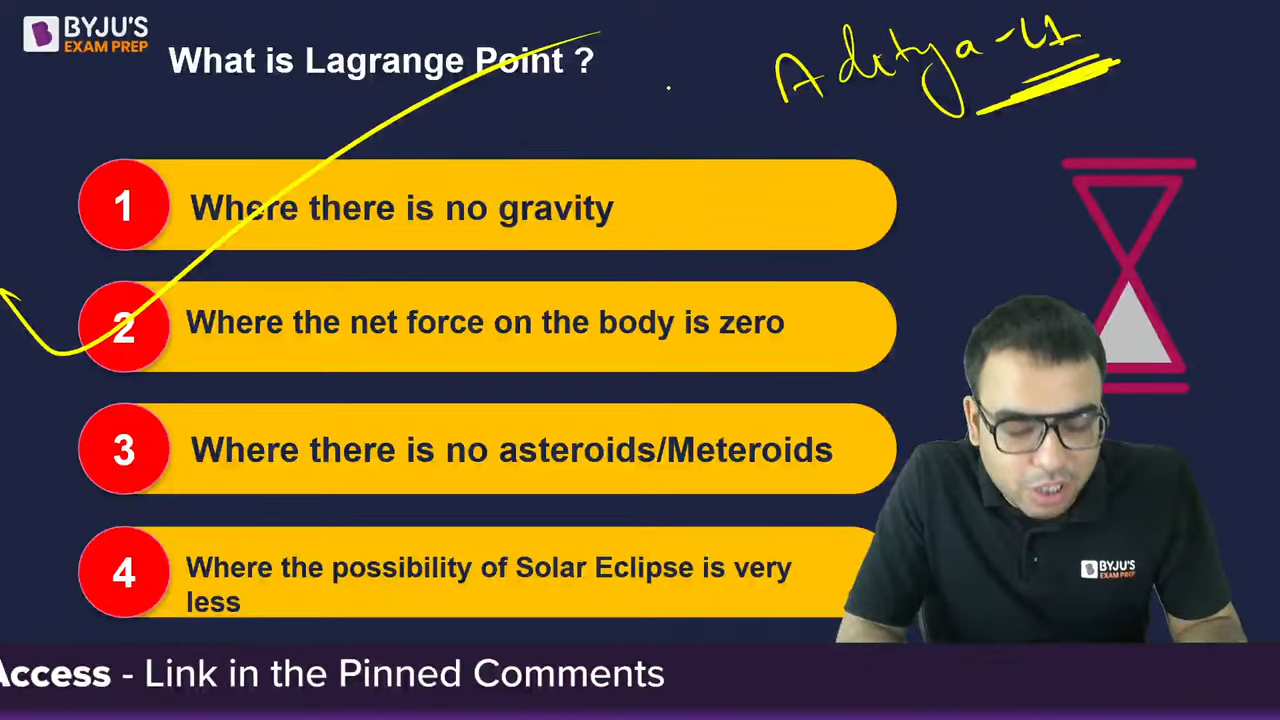 BYJU'S
EXAM PREP
What is Lagrange Point ?
Aditya-L1
1
Where there is no gravity
2
Where the net force on the body is zero
3
Where there is no asteroids/Meteroids
4
Where the possibility of Solar Eclipse is very
less
BYJU'S
EXAM PREP
Access - Link in the Pinned Comments